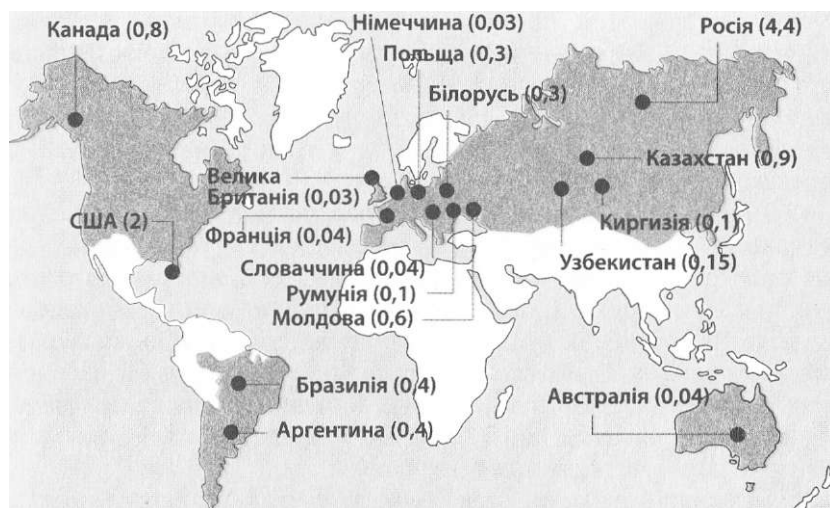 Канада (0,8)
Німеччина (0,03)
Росія (4,4)
Польща (0,3)
Білорусь (0,3)
Казахстан (0,9)
Велика
Британія (0,03)
США (2)
Франція (0,04)
Киргизія (0,1)
Словаччина (0,04)
Узбекистан (0,15)
Румунія (0,1)
Молдова (0,6)
Бразилія (0,4)
Австралія (0,04)
Аргентина (0,4)